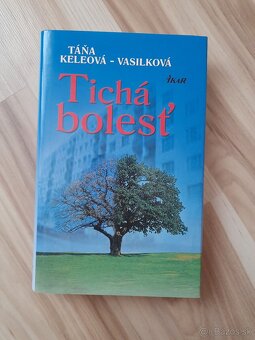 TÁŇA
KELEOVÁ - VASILKOVÁ
IKAR
Tichá
bolesť